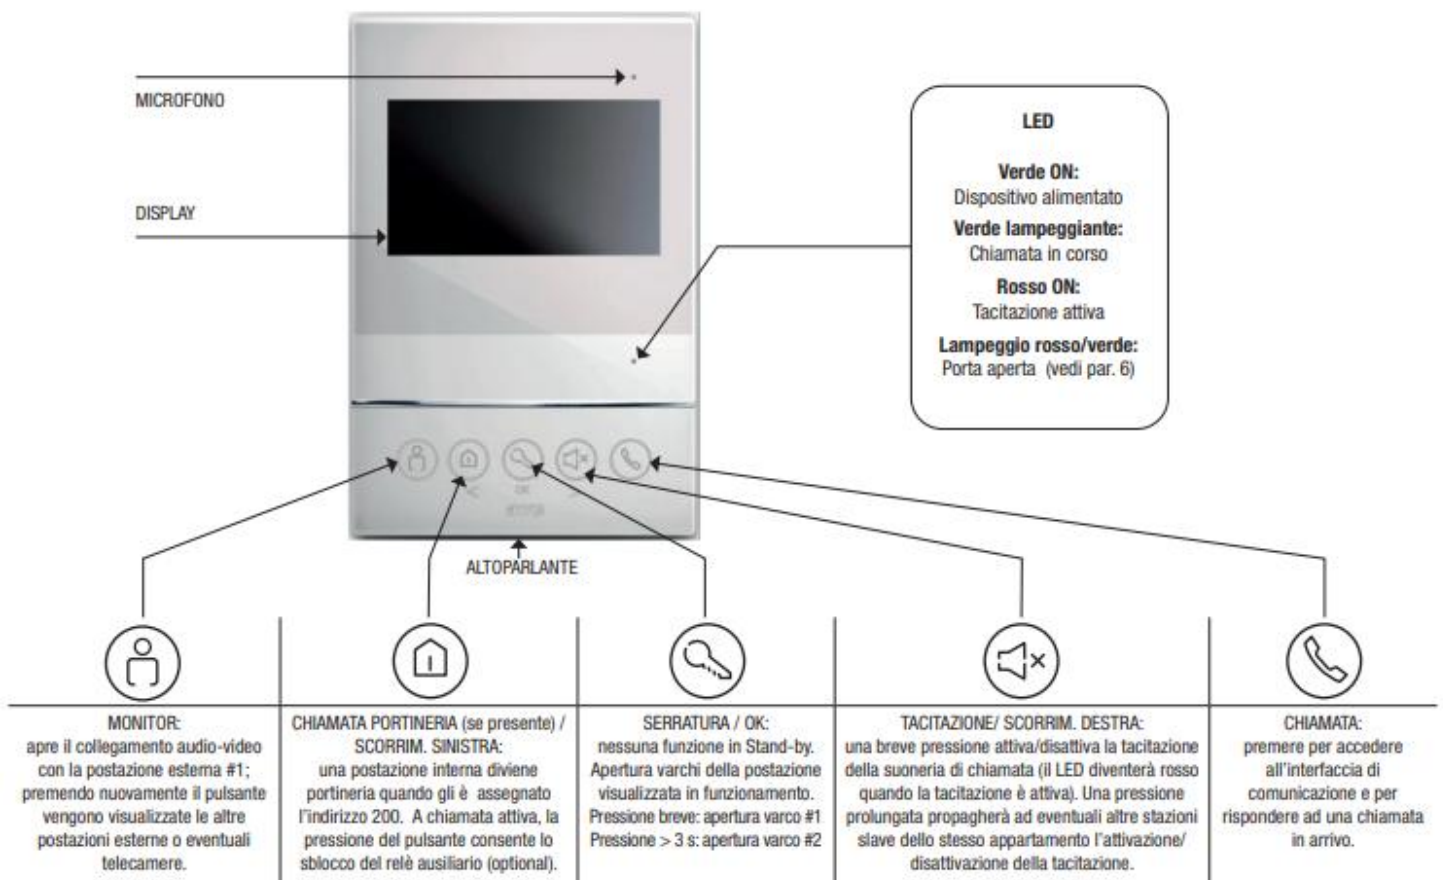 MICROFONO
DISPLAY
LED
Verde ON:
Dispositivo alimentato
Verde lampeggiante:
Chiamata in corso
Rosso ON:
Tacitazione attiva
Lampeggio rosso/verde:
Porta aperta (vedi par. 6)
OK
ALTOPARLANTE
MONITOR:
apre il collegamento audio-video
con la postazione esterna #1;
premendo nuovamente il pulsante
vengono visualizzate le altre
postazioni esterne o eventuali
telecamere.
CHIAMATA PORTINERIA (se presente) /
SCORRIM. SINISTRA:
una postazione interna diviene
portineria quando gli è assegnato
l'indirizzo 200. A chiamata attiva, la
pressione del pulsante consente lo
sblocco del relè ausiliario (optional).
SERRATURA / OK:
nessuna funzione in Stand-by.
Apertura varchi della postazione
visualizzata in funzionamento.
Pressione breve: apertura varco #1
Pressione > 3 s: apertura varco #2
TACITAZIONE/ SCORRIM. DESTRA:
una breve pressione attiva/disattiva la tacitazione
della suoneria di chiamata (il LED diventerà rosso
quando la tacitazione è attiva). Una pressione
prolungata propagherà ad eventuali altre stazioni
slave dello stesso appartamento l'attivazione/
disattivazione della tacitazione.
CHIAMATA:
premere per accedere
all'interfaccia di
comunicazione e per
rispondere ad una chiamata
in arrivo.